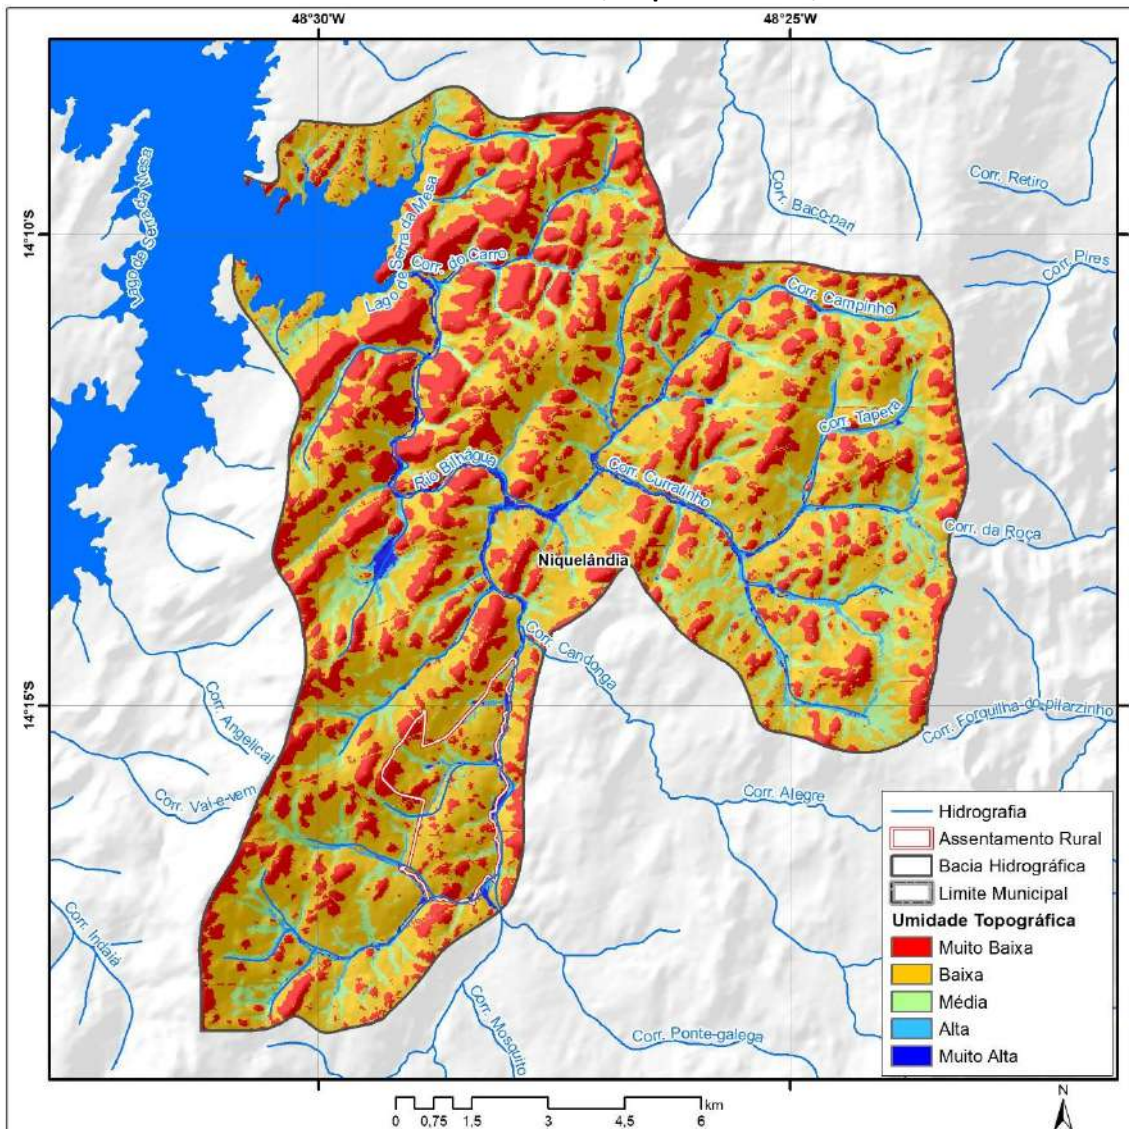 48°30'W
48°25'W
14°10'S
14°15'S
Lago de Serra da Mesa
Lago de Serra da Mesa
Corr. do Carro
Corr. Baco-pari
Corr. Retiro
Corr. Pires
Corr. Campinho
Corr. Tapera
Rio Bilhágua
Corr. Curralinho
Corr. da Roça
Niquelândia
Corr. Candonga
Corr. Angelical
Corr. Vai-e-vem
Corr. Forquilha-do-pilarzinho
Corr. Alegre
Corr. Indaiá
Corr. Mosquito
Corr. Ponte-galega
Hidrografia
Assentamento Rural
Bacia Hidrográfica
Limite Municipal
Umidade Topográfica
Muito Baixa
Baixa
Média
Alta
Muito Alta
0 0,75 1,5 3 4,5 6 km
N